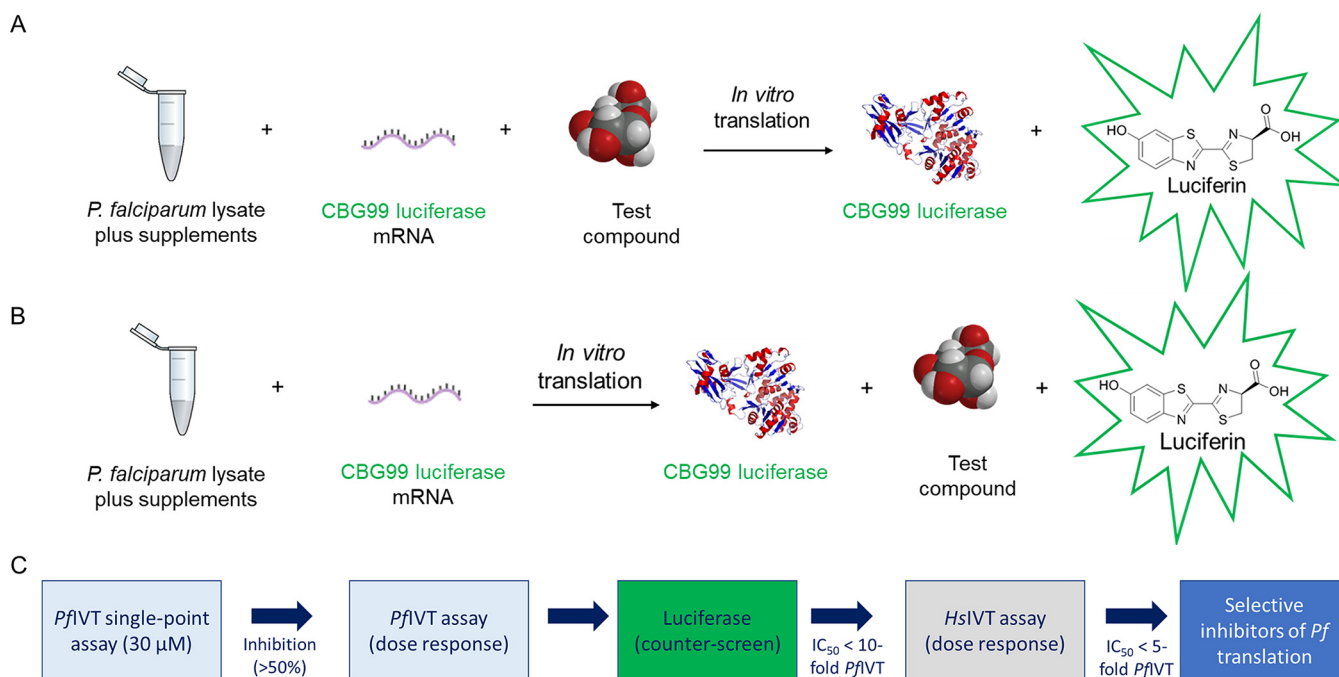 A
P. falciparum lysate
plus supplements
+
CBG99 luciferase
mRNA
+
Test
compound
In vitro
translation
CBG99 luciferase
+
HO
S
N
N
S
O
OH
Luciferin
B
P. falciparum lysate
plus supplements
+
CBG99 luciferase
mRNA
In vitro
translation
CBG99 luciferase
+
Test
compound
+
HO
S
N
N
S
O
OH
Luciferin
C
PfIVT single-point
assay (30 µM)
Inhibition
(>50%)
PfIVT assay
(dose response)
Luciferase
(counter-screen)
IC50 < 10-
fold PfIVT
HsIVT assay
(dose response)
IC50 < 5-
fold PfIVT
Selective
inhibitors of Pf
translation